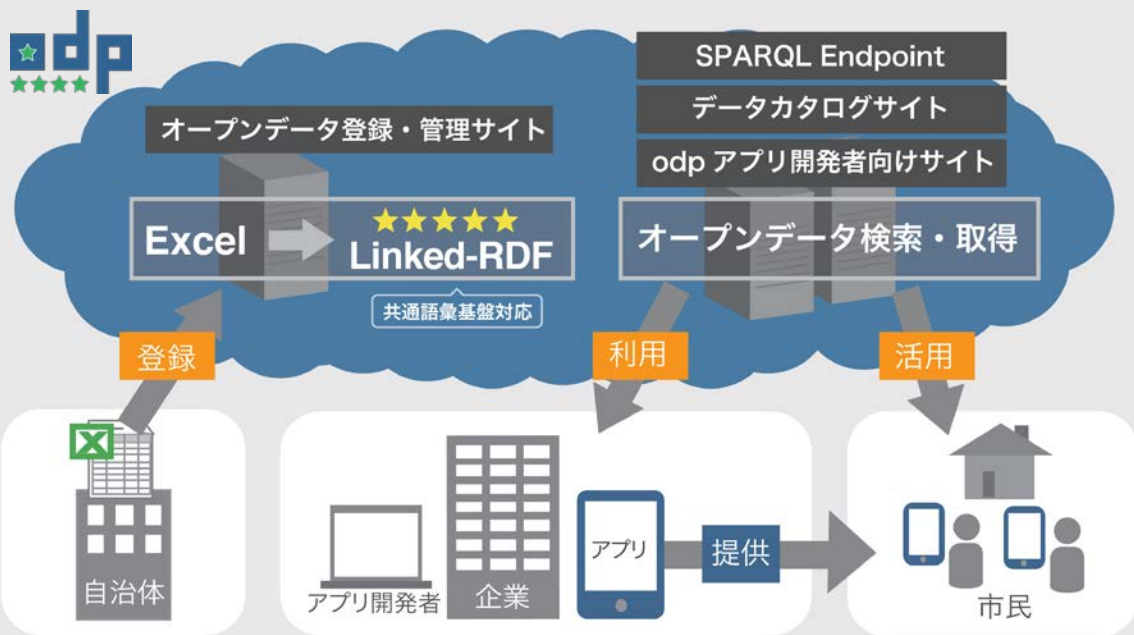 odp
オープンデータ登録・管理サイト
Excel
Linked-RDF
共通語彙基盤対応
SPARQL Endpoint
データカタログサイト
odp アプリ開発者向けサイト
オープンデータ検索・取得
登録
利用
活用
自治体
アプリ開発者
企業
アプリ
提供
市民